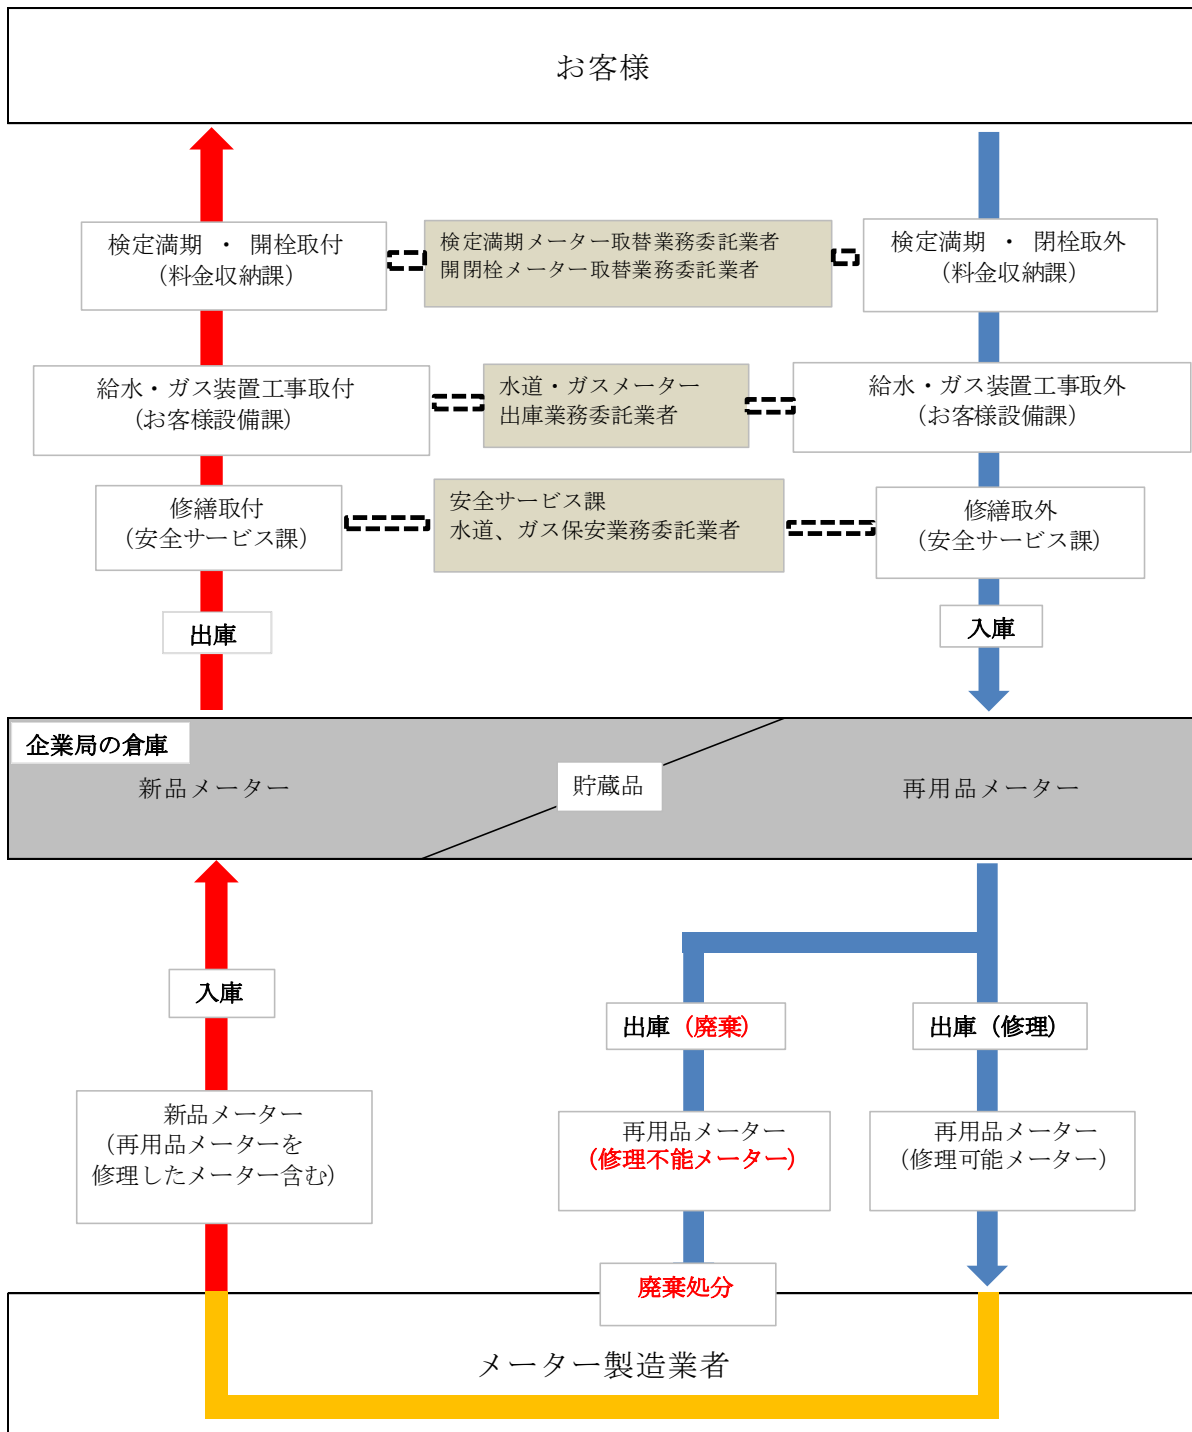 お客様
検定満期 ・ 開栓取付
（料金収納課）
検定満期メーター取替業務委託業者
開閉栓メーター取替業務委託業者
検定満期 ・ 閉栓取外
（料金収納課）
給水・ガス装置工事取付
（お客様設備課）
水道・ガスメーター
出庫業務委託業者
給水・ガス装置工事取外
（お客様設備課）
修繕取付
（安全サービス課）
安全サービス課
水道、ガス保安業務委託業者
修繕取外
（安全サービス課）
出庫
入庫
企業局の倉庫
新品メーター
貯蔵品
再用品メーター
入庫
出庫（廃棄）
出庫（修理）
新品メーター
（再用品メーターを
修理したメーター含む）
再用品メーター
（修理不能メーター）
再用品メーター
（修理可能メーター）
廃棄処分
メーター製造業者